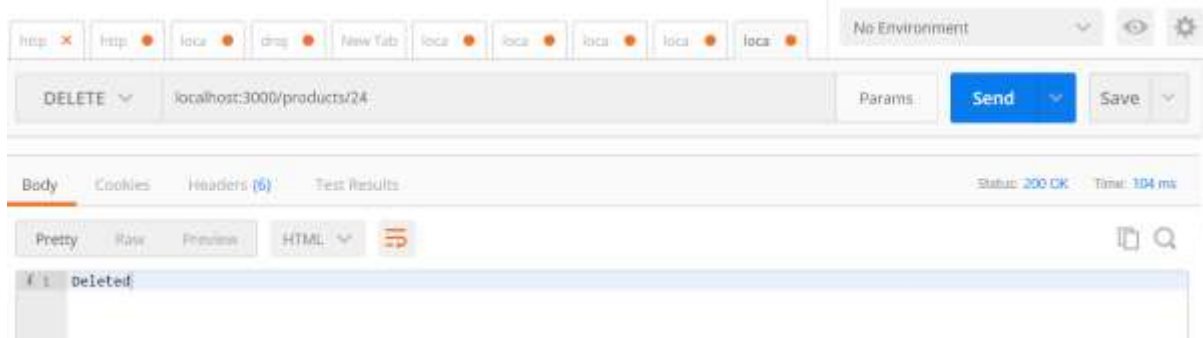 http http loca drop New Tab loca loca loca loca loca No Environment
DELETE localhost:3000/products/24 Params Send Save
Body Cookies Headers (6) Test Results Status: 200 OK Time: 104 ms
Pretty Raw Preview HTML
i 1 Deleted